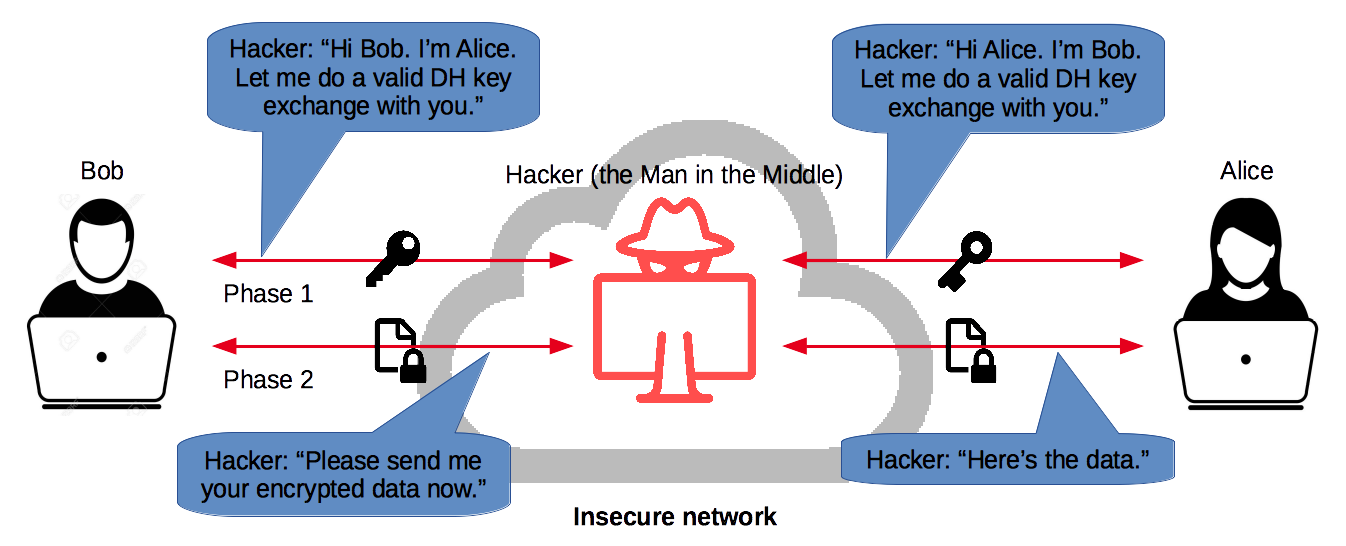 Hacker: “Hi Bob. I’m Alice.
Let me do a valid DH key
exchange with you.”
Hacker: “Hi Alice. I’m Bob.
Let me do a valid DH key
exchange with you.”
Bob
Hacker (the Man in the Middle)
Alice
Phase 1
Phase 2
Hacker: “Please send me
your encrypted data now.”
Hacker: “Here’s the data.”
Insecure network